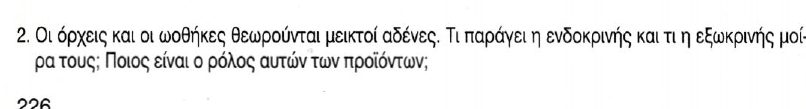 2. Οι όρχεις και οι ωοθήκες θεωρούνται μεικτοί αδένες. Τι παράγει η ενδοκρινής και τι η εξωκρινής μοί-
ρα τους; Ποιος είναι ο ρόλος αυτών των προϊόντων;
226